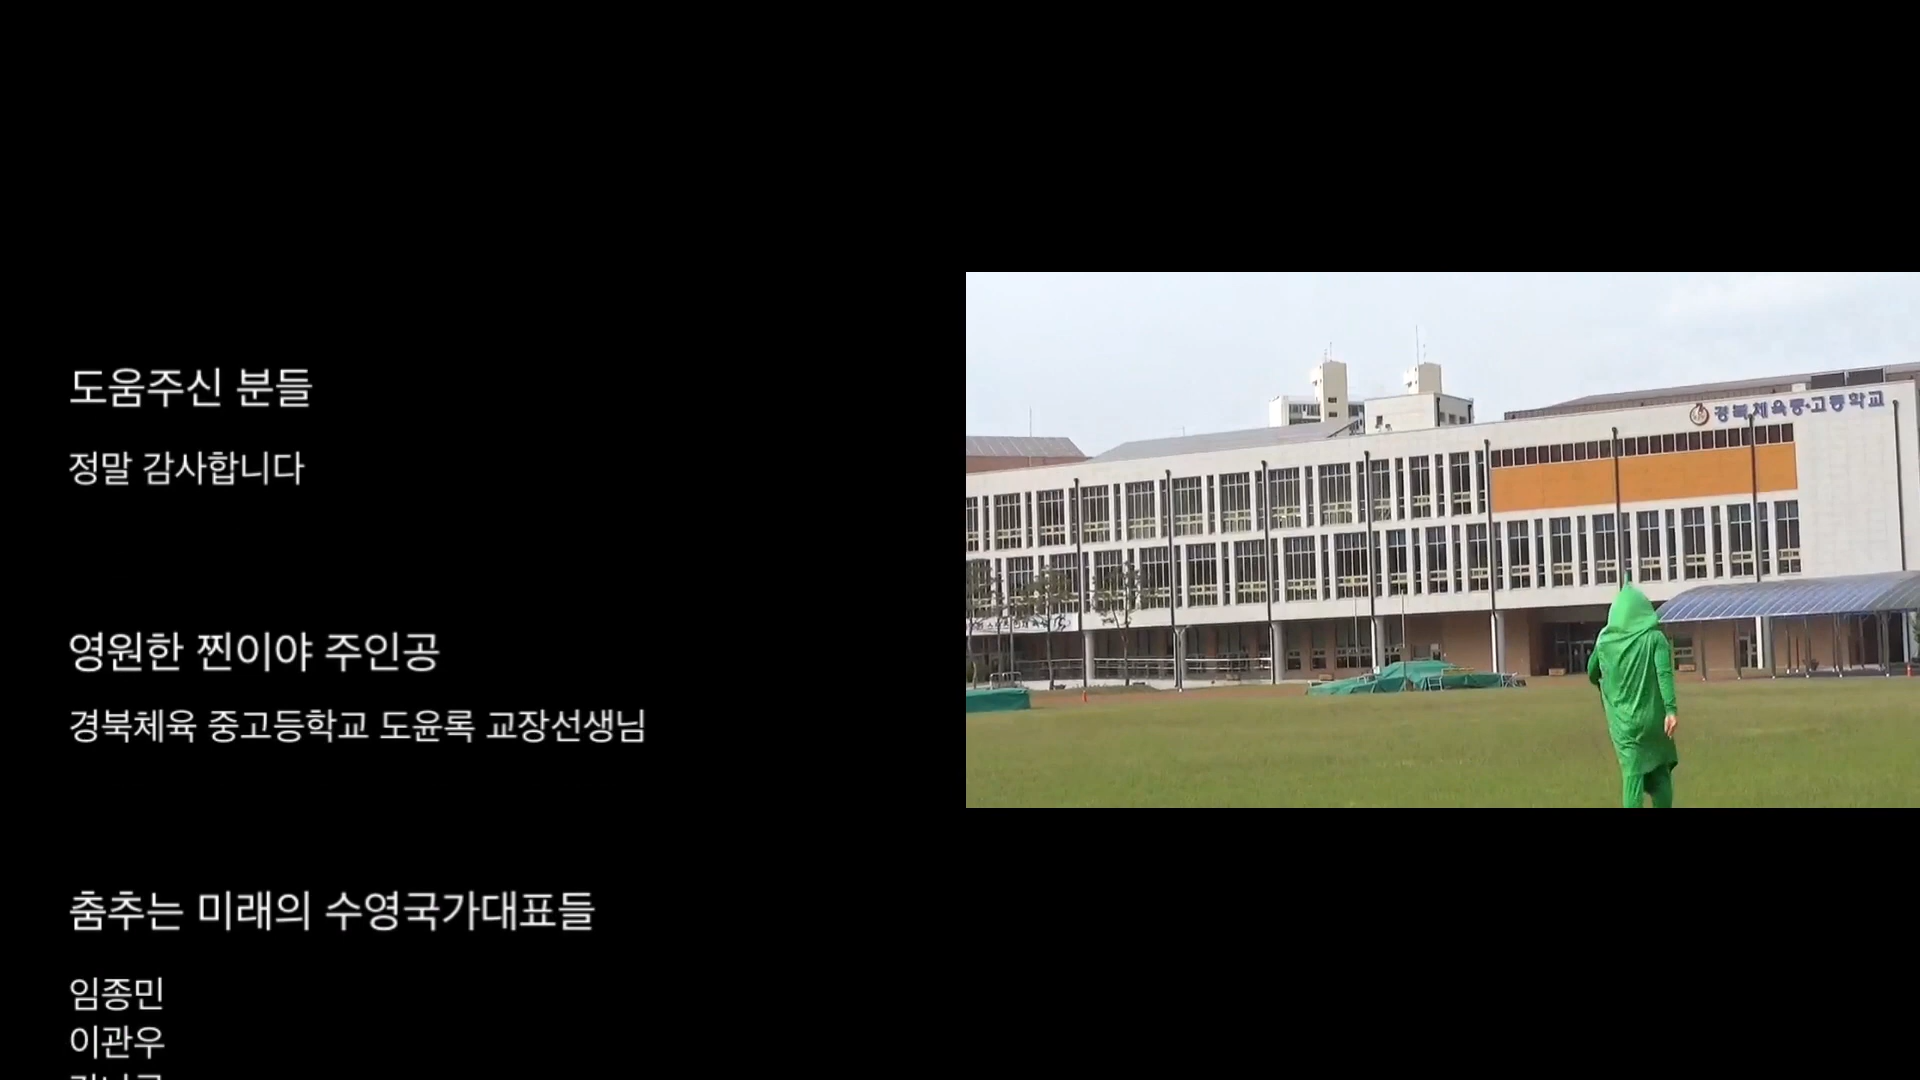 도움주신 분들
정말 감사합니다
영원한 찐이야 주인공
경북체육 중고등학교 도윤록 교장선생님
춤추는 미래의 수영국가대표들
임종민
이관우
경북체육중·고등학교